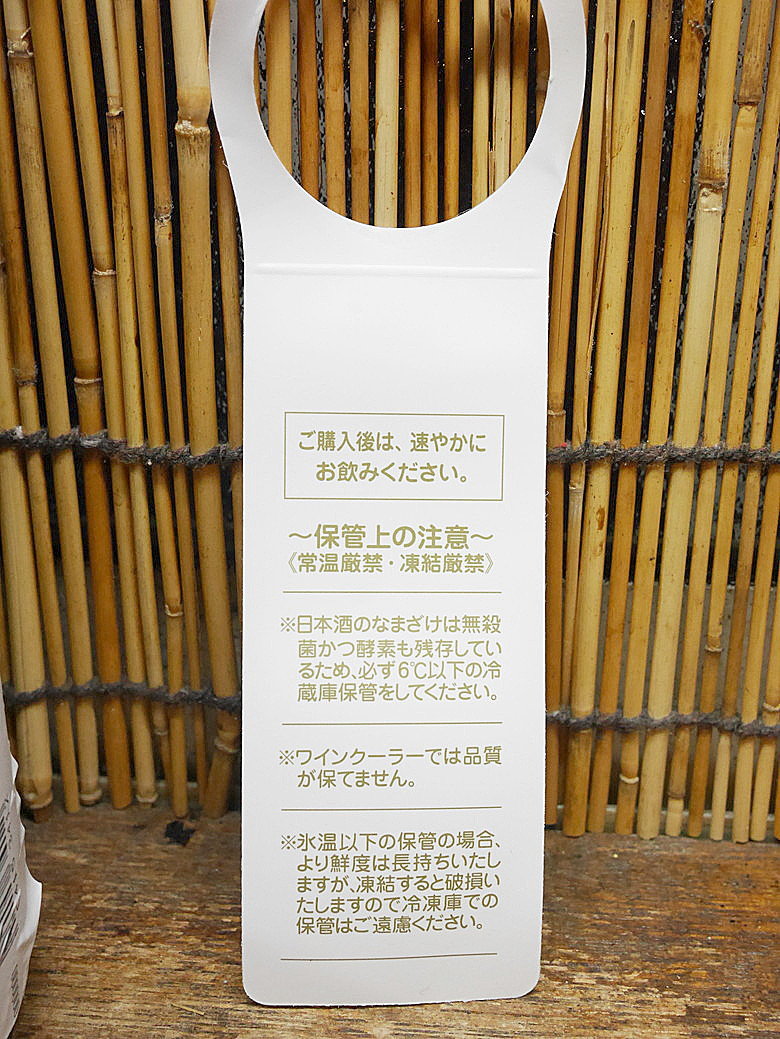 ご購入後は、速やかに
お飲みください。
～保管上の注意～
《常温厳禁・凍結厳禁》
※日本酒のなまざけは無殺
菌かつ酵素も残存してい
るため、必ず6℃以下の冷
蔵庫保管をしてください。
※ワインクーラーでは品質
が保てません。
※氷温以下の保管の場合、
より鮮度は長持ちいたし
ますが、凍結すると破損い
たしますので冷凍庫での
保管はご遠慮ください。